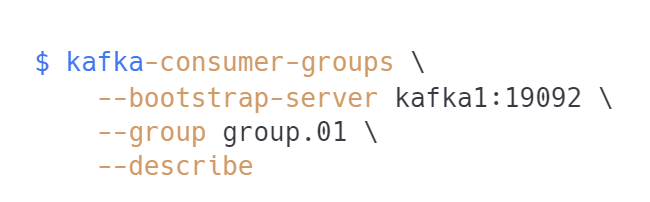 $ kafka-consumer-groups \
    --bootstrap-server kafka1:19092 \
    --group group.01 \
    --describe